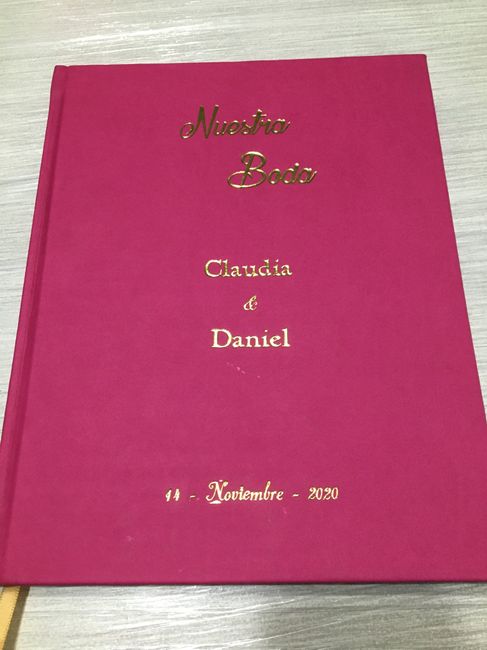 Nuestra
Boda
Claudia
&
Daniel
14 - Noviembre - 2020